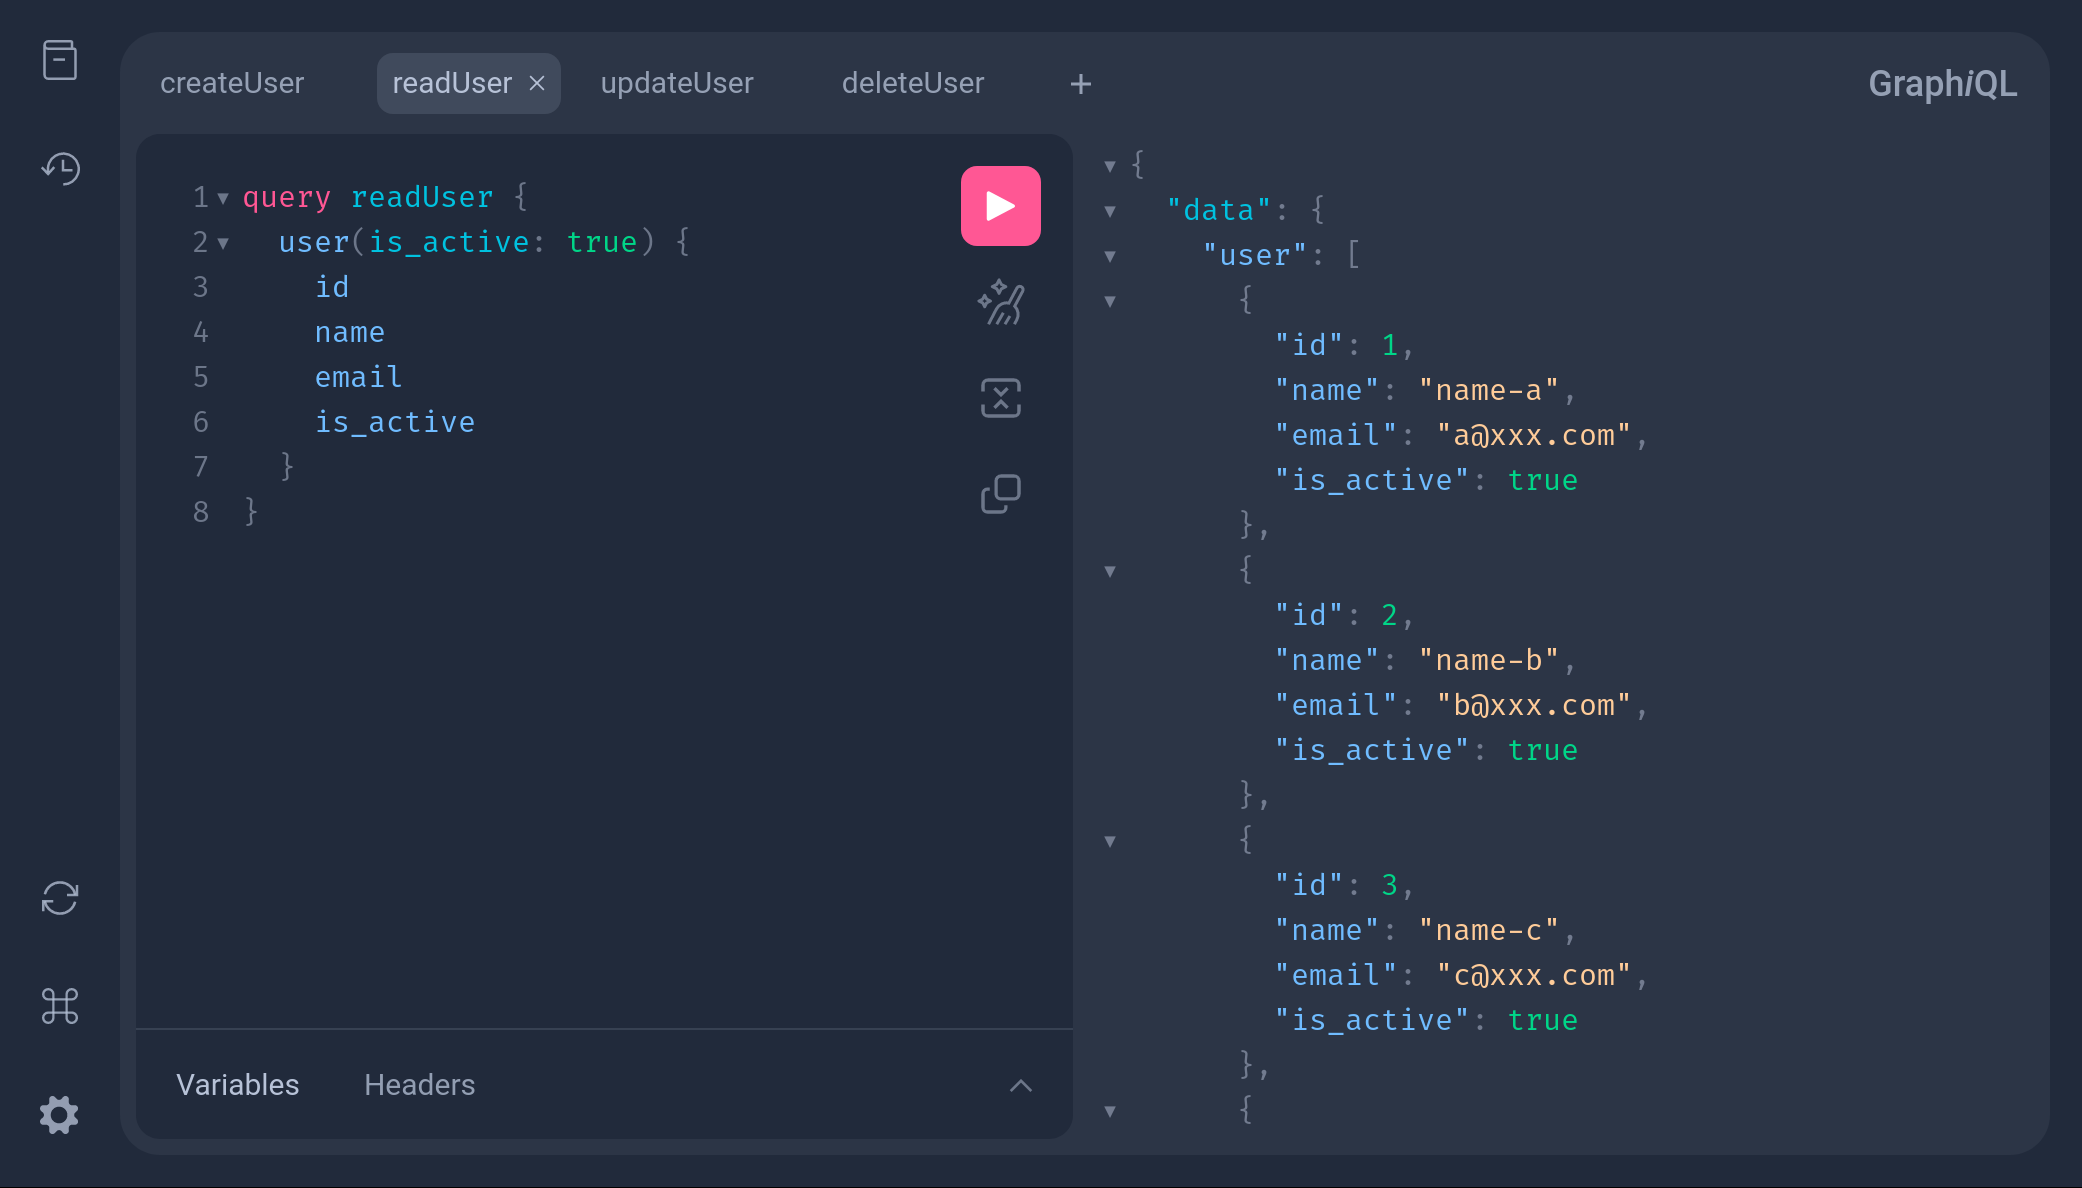 createUser readUser updateUser deleteUser GraphiQL
1 query readUser {
2   user(is_active: true) {
3     id
4     name
5     email
6     is_active
7   }
8 }
Variables Headers
{
  "data": {
    "user": [
      {
        "id": 1,
        "name": "name-a",
        "email": "a@xxx.com",
        "is_active": true
      },
      {
        "id": 2,
        "name": "name-b",
        "email": "b@xxx.com",
        "is_active": true
      },
      {
        "id": 3,
        "name": "name-c",
        "email": "c@xxx.com",
        "is_active": true
      },
      {